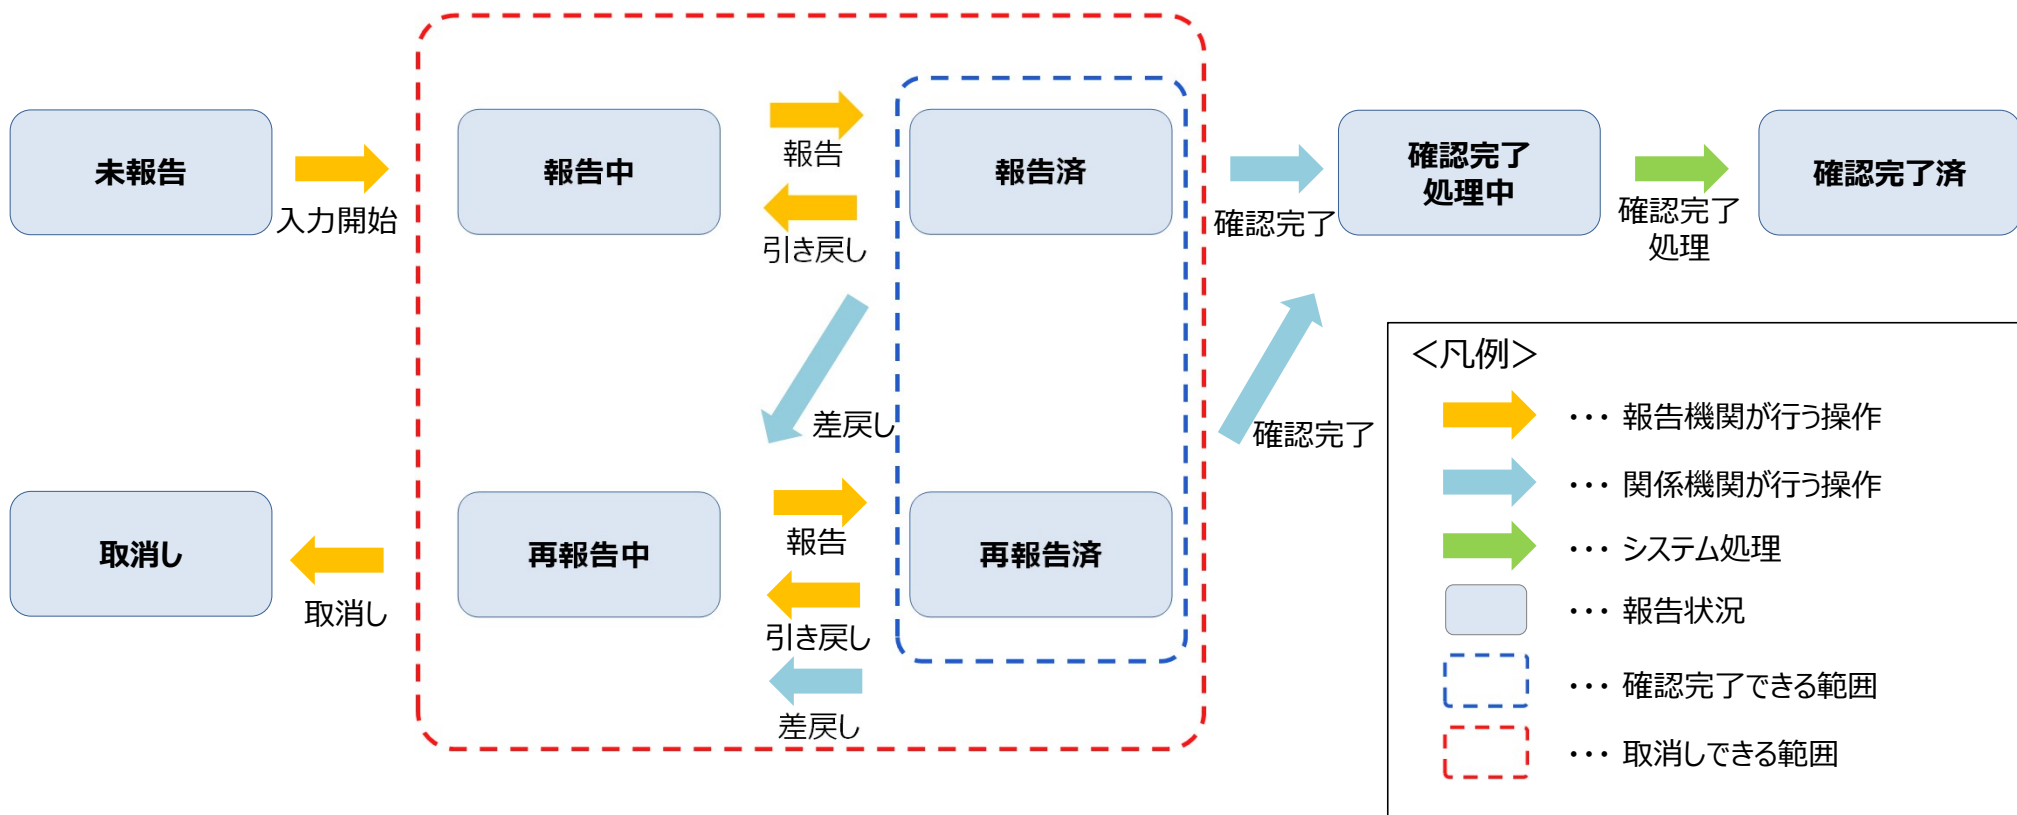 未報告
入力開始
報告中
報告
引き戻し
報告済
確認完了
確認完了
処理中
確認完了
処理
確認完了済
差戻し
確認完了
取消し
取消し
再報告中
報告
引き戻し
差戻し
再報告済
＜凡例＞
・・・ 報告機関が行う操作
・・・ 関係機関が行う操作
・・・ システム処理
・・・ 報告状況
・・・ 確認完了できる範囲
・・・ 取消しできる範囲